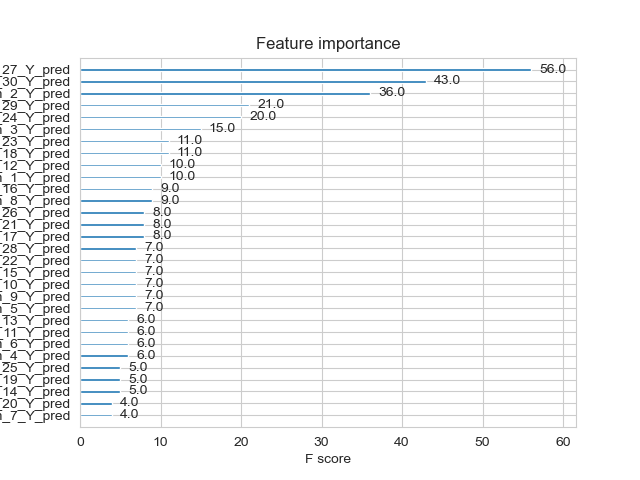 Feature importance
27_Y_pred 56.0
30_Y_pred 43.0
_2_Y_pred 36.0
29_Y_pred 21.0
24_Y_pred 20.0
_3_Y_pred 15.0
23_Y_pred 11.0
18_Y_pred 11.0
12_Y_pred 10.0
_1_Y_pred 10.0
16_Y_pred 9.0
_8_Y_pred 9.0
26_Y_pred 8.0
21_Y_pred 8.0
17_Y_pred 8.0
28_Y_pred 7.0
22_Y_pred 7.0
15_Y_pred 7.0
10_Y_pred 7.0
_9_Y_pred 7.0
_5_Y_pred 7.0
13_Y_pred 6.0
11_Y_pred 6.0
_6_Y_pred 6.0
_4_Y_pred 6.0
25_Y_pred 5.0
19_Y_pred 5.0
14_Y_pred 5.0
20_Y_pred 4.0
_7_Y_pred 4.0
0 10 20 30 40 50 60
F score